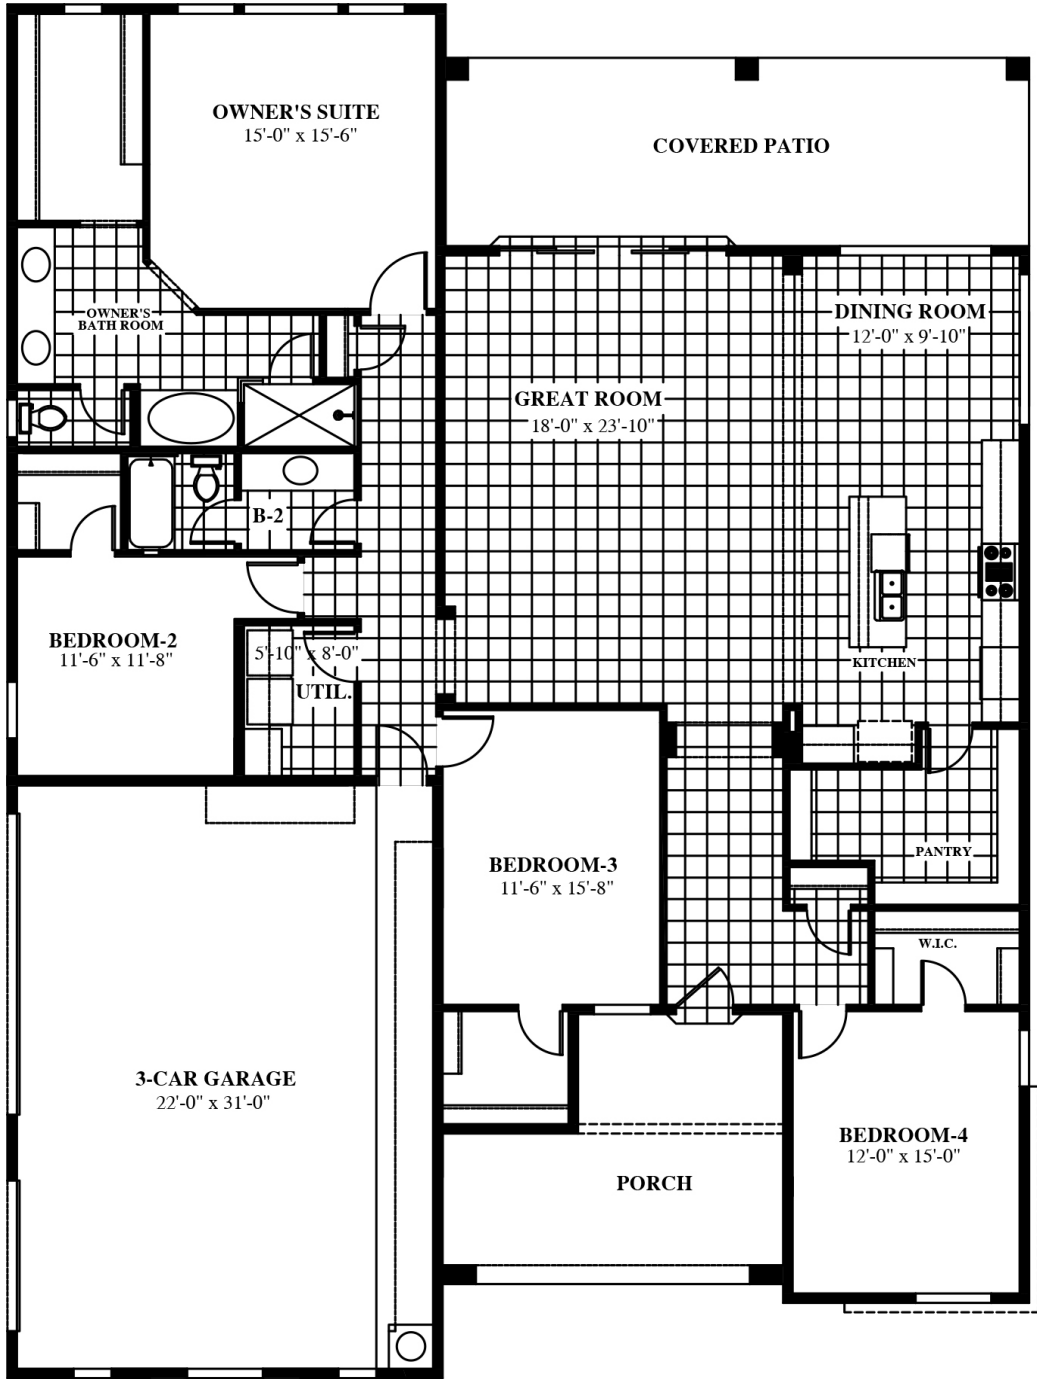 OWNER'S SUITE
15'-0" x 15'-6"
COVERED PATIO
OWNER'S
BATH ROOM
DINING ROOM
12'-0" x 9'-10"
GREAT ROOM
18'-0" x 23'-10"
B-2
BEDROOM-2
11'-6" x 11'-8"
5'-10" x 8'-0"
UTIL.
KITCHEN
BEDROOM-3
11'-6" x 15'-8"
PANTRY
W.I.C.
3-CAR GARAGE
22'-0" x 31'-0"
BEDROOM-4
12'-0" x 15'-0"
PORCH